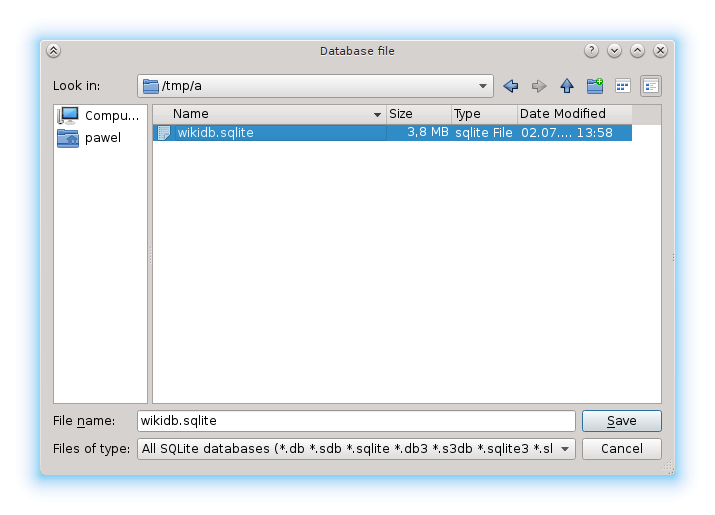 Database file
Look in: /tmp/a
Compu...
pawel
Name Size Type Date Modified
wikidb.sqlite 3,8 MB sqlite File 02.07.... 13:58
File name: wikidb.sqlite Save
Files of type: All SQLite databases (*.db *.sdb *.sqlite *.db3 *.s3db *.sqlite3 *.sl Cancel